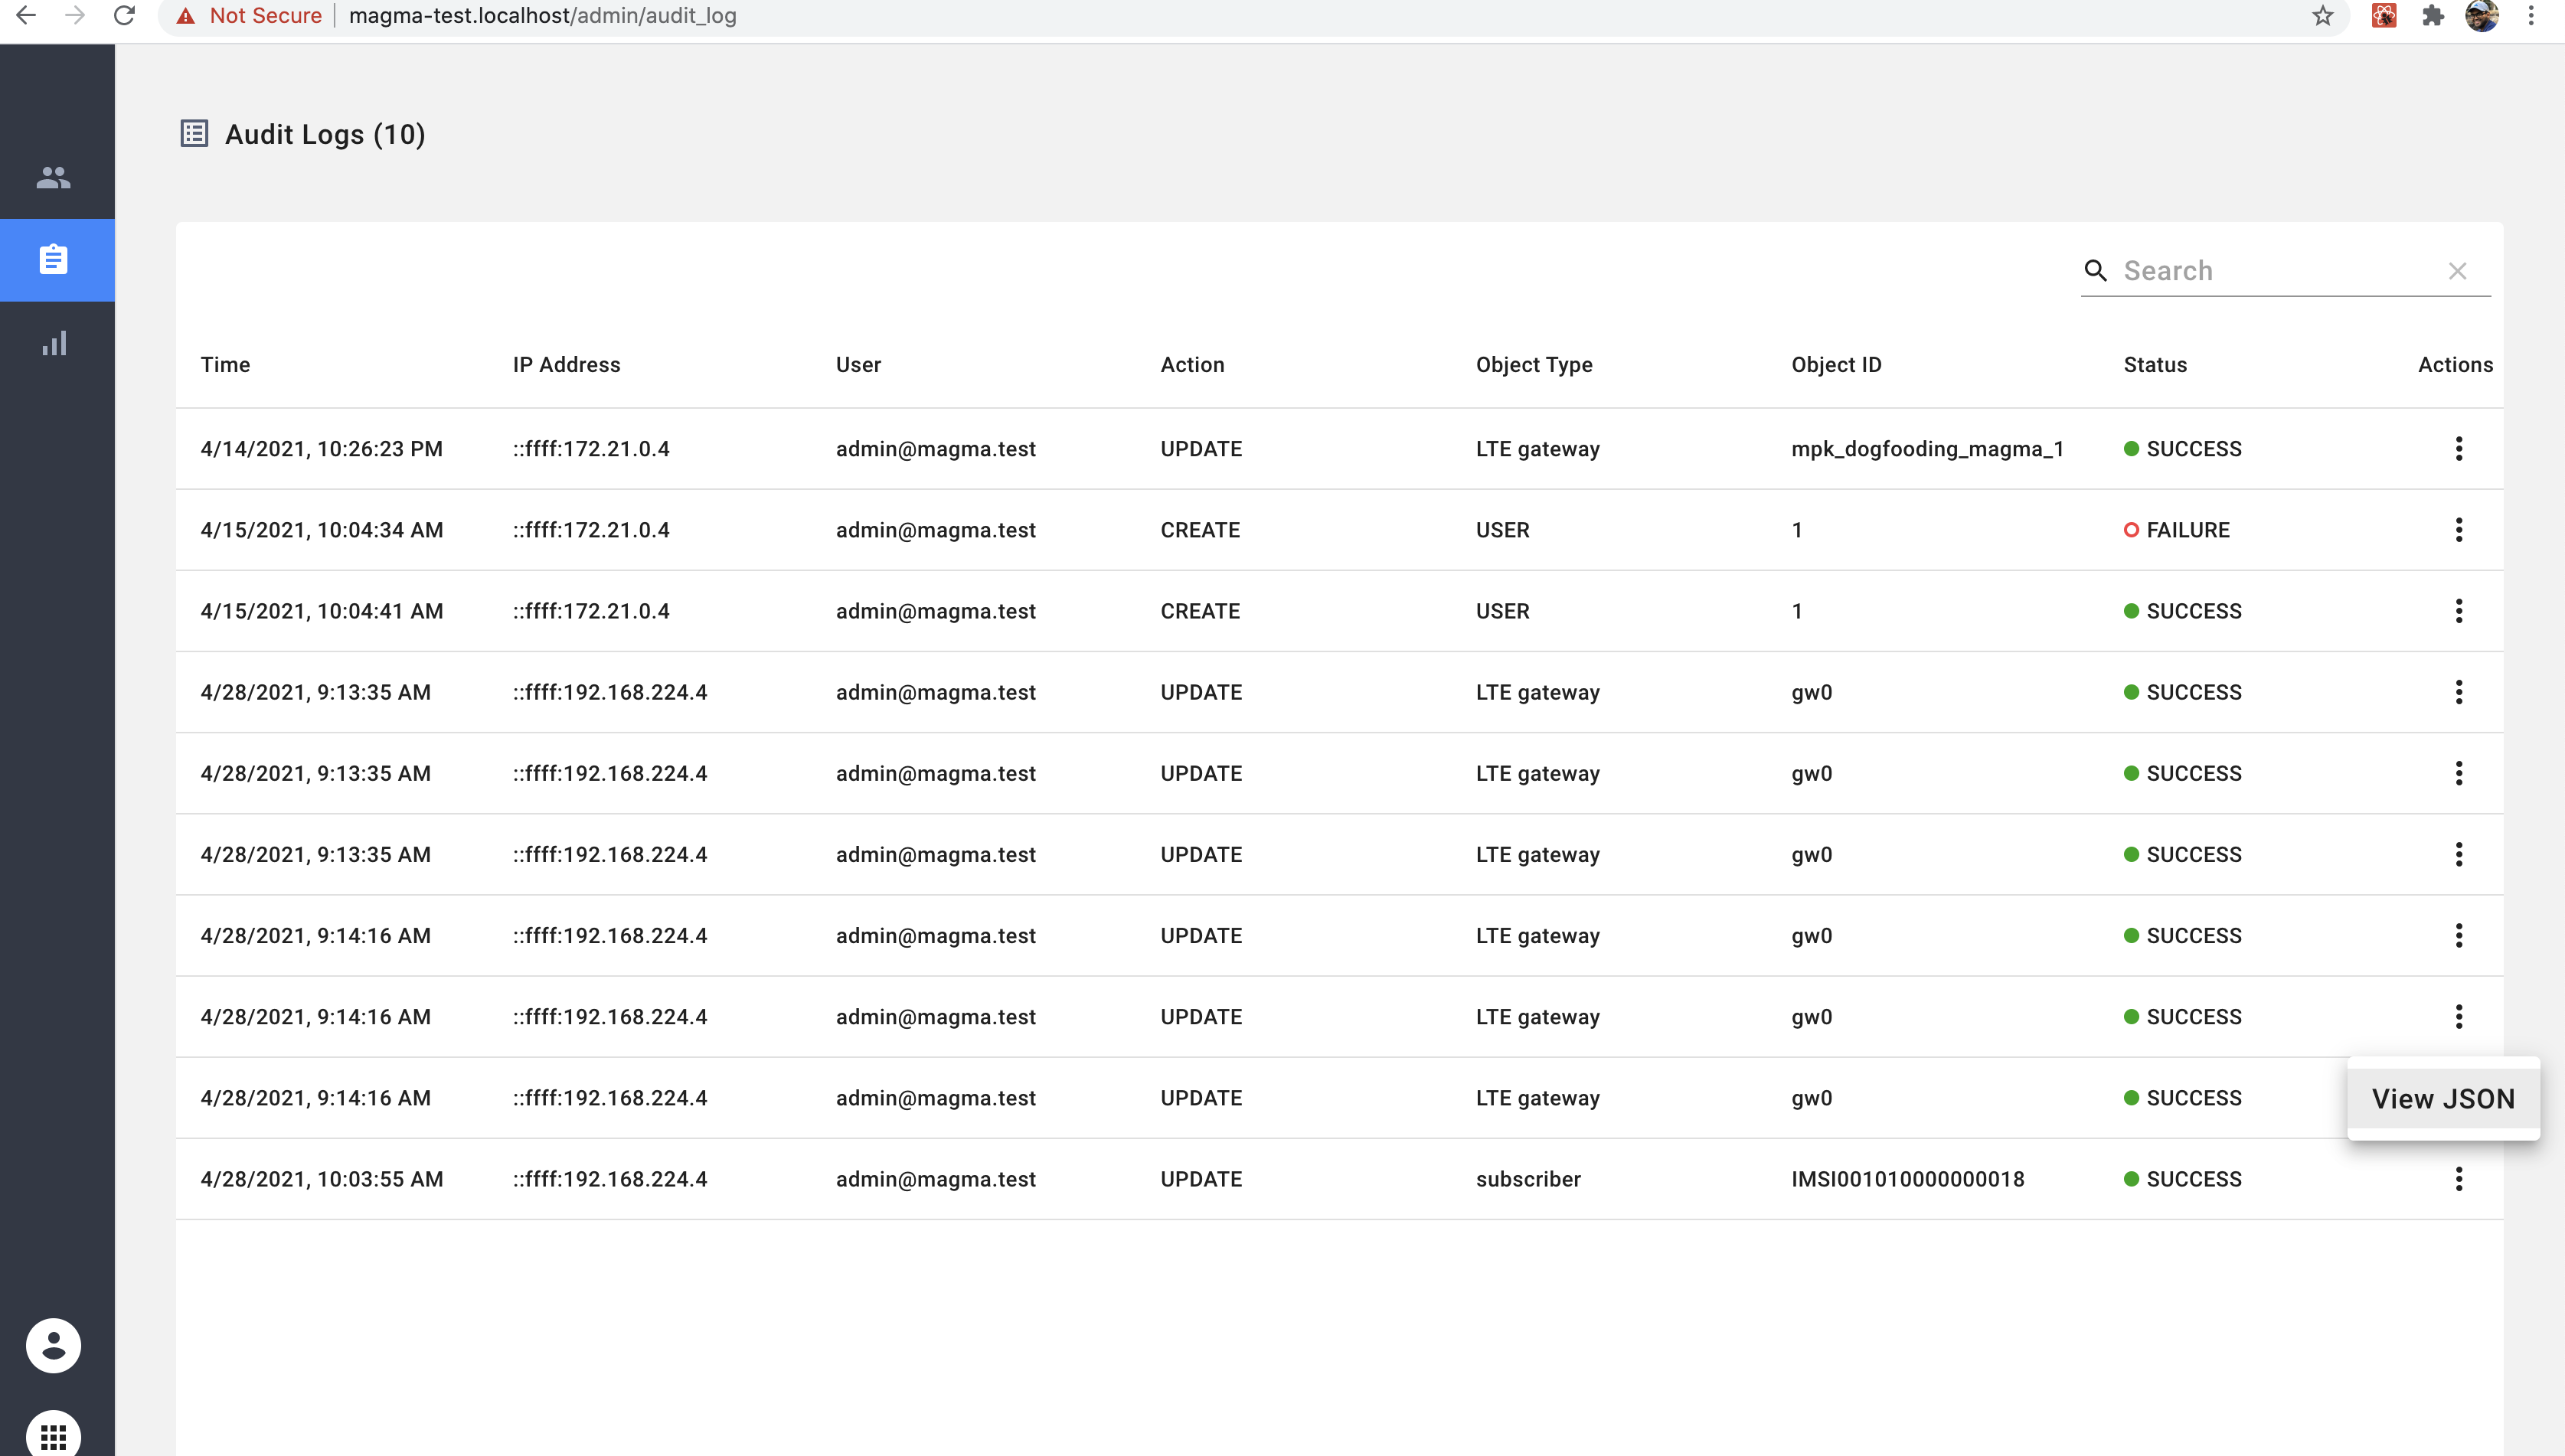 Not Secure magma-test.localhost/admin/audit_log
Audit Logs (10)
Search
Time IP Address User Action Object Type Object ID Status Actions
4/14/2021, 10:26:23 PM ::ffff:172.21.0.4 admin@magma.test UPDATE LTE gateway mpk_dogfooding_magma_1 SUCCESS
4/15/2021, 10:04:34 AM ::ffff:172.21.0.4 admin@magma.test CREATE USER 1 FAILURE
4/15/2021, 10:04:41 AM ::ffff:172.21.0.4 admin@magma.test CREATE USER 1 SUCCESS
4/28/2021, 9:13:35 AM ::ffff:192.168.224.4 admin@magma.test UPDATE LTE gateway gw0 SUCCESS
4/28/2021, 9:13:35 AM ::ffff:192.168.224.4 admin@magma.test UPDATE LTE gateway gw0 SUCCESS
4/28/2021, 9:13:35 AM ::ffff:192.168.224.4 admin@magma.test UPDATE LTE gateway gw0 SUCCESS
4/28/2021, 9:14:16 AM ::ffff:192.168.224.4 admin@magma.test UPDATE LTE gateway gw0 SUCCESS
4/28/2021, 9:14:16 AM ::ffff:192.168.224.4 admin@magma.test UPDATE LTE gateway gw0 SUCCESS
4/28/2021, 9:14:16 AM ::ffff:192.168.224.4 admin@magma.test UPDATE LTE gateway gw0 SUCCESS View JSON
4/28/2021, 10:03:55 AM ::ffff:192.168.224.4 admin@magma.test UPDATE subscriber IMSI001010000000018 SUCCESS